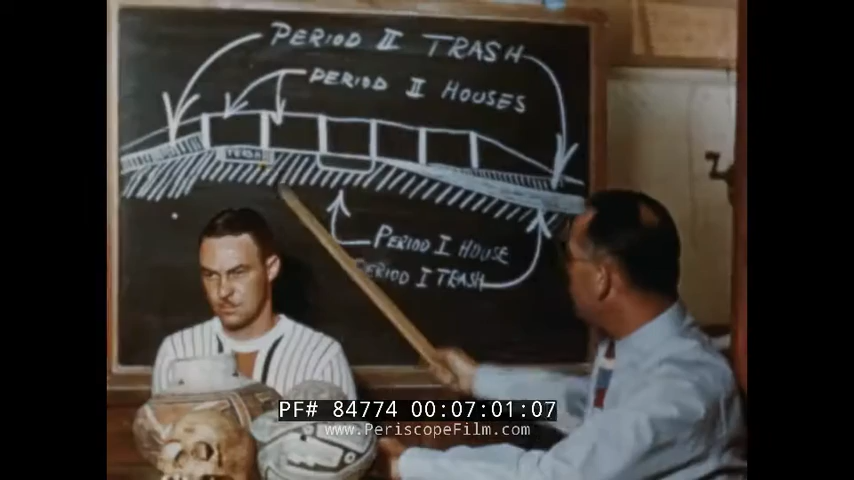 PERIOD II TRASH
PERIOD II HOUSES
PERIOD I HOUSE
PERIOD I TRASH
PF# 84774 00:07:01:07
www.PeriscopeFilm.com